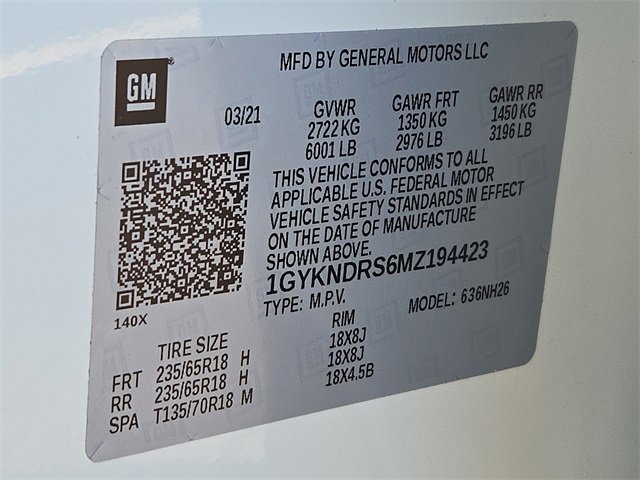 GM
MFD BY GENERAL MOTORS LLC
03/21
GVWR GAWR FRT GAWR RR
2722 KG 1350 KG 1450 KG
6001 LB 2976 LB 3196 LB
THIS VEHICLE CONFORMS TO ALL
APPLICABLE U.S. FEDERAL MOTOR
VEHICLE SAFETY STANDARDS IN EFFECT
ON THE DATE OF MANUFACTURE
SHOWN ABOVE.
1GYKNDRS6MZ194423
TYPE: M.P.V. MODEL: 636NH26
140X
TIRE SIZE RIM
FRT 235/65R18 H 18X8J
RR 235/65R18 H 18X8J
SPA T135/70R18 M 18X4.5B